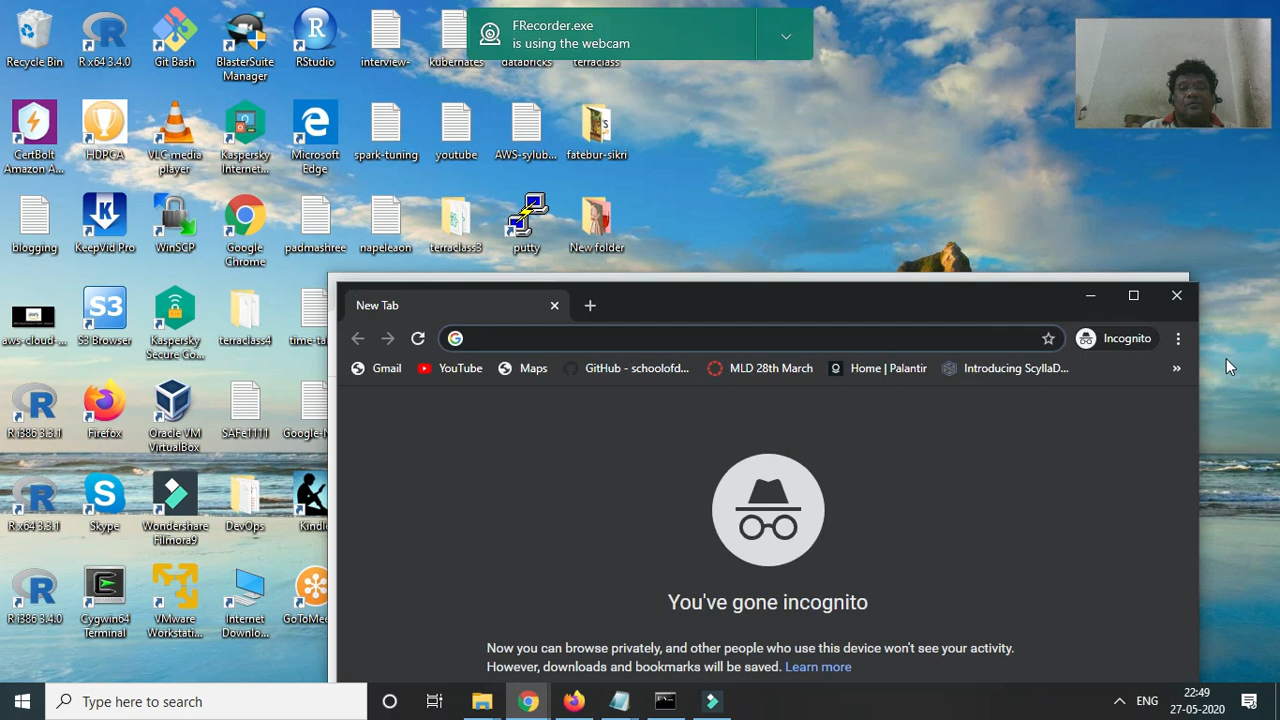 FRecorder.exe
is using the webcam
Recycle Bin
R x64 3.4.0
Git Bash
BlasterSuite
Manager
RStudio
interview-
kubernates
databricks
terraclass
CertBolt
Amazon A...
HDPCA
VLC media
player
Kaspersky
Internet...
Microsoft
Edge
spark-tuning
youtube
AWS-sylub...
fatebur-sikri
blogging
KeepVid Pro
WinSCP
Google
Chrome
padmashree
napeleaon
terraclass3
putty
New folder
aws-cloud-...
S3
S3 Browser
Kaspersky
Secure Co...
terraclass4
time-ta
R i386 3.3.1
Firefox
Oracle VM
VirtualBox
SAFe1111
Google-N
R x64 3.3.1
Skype
Wondershare
Filmora9
DevOps
Kindl
R i386 3.4.0
Cygwin64
Terminal
VMware
Workstati...
Internet
Downlo...
GoToMee
New Tab
Incognito
Gmail
YouTube
Maps
GitHub - schoolofd...
MLD 28th March
Home | Palantir
Introducing ScyllaD...
You've gone incognito
Now you can browse privately, and other people who use this device won't see your activity.
However, downloads and bookmarks will be saved. Learn more
Type here to search
ENG
22:49
27-05-2020